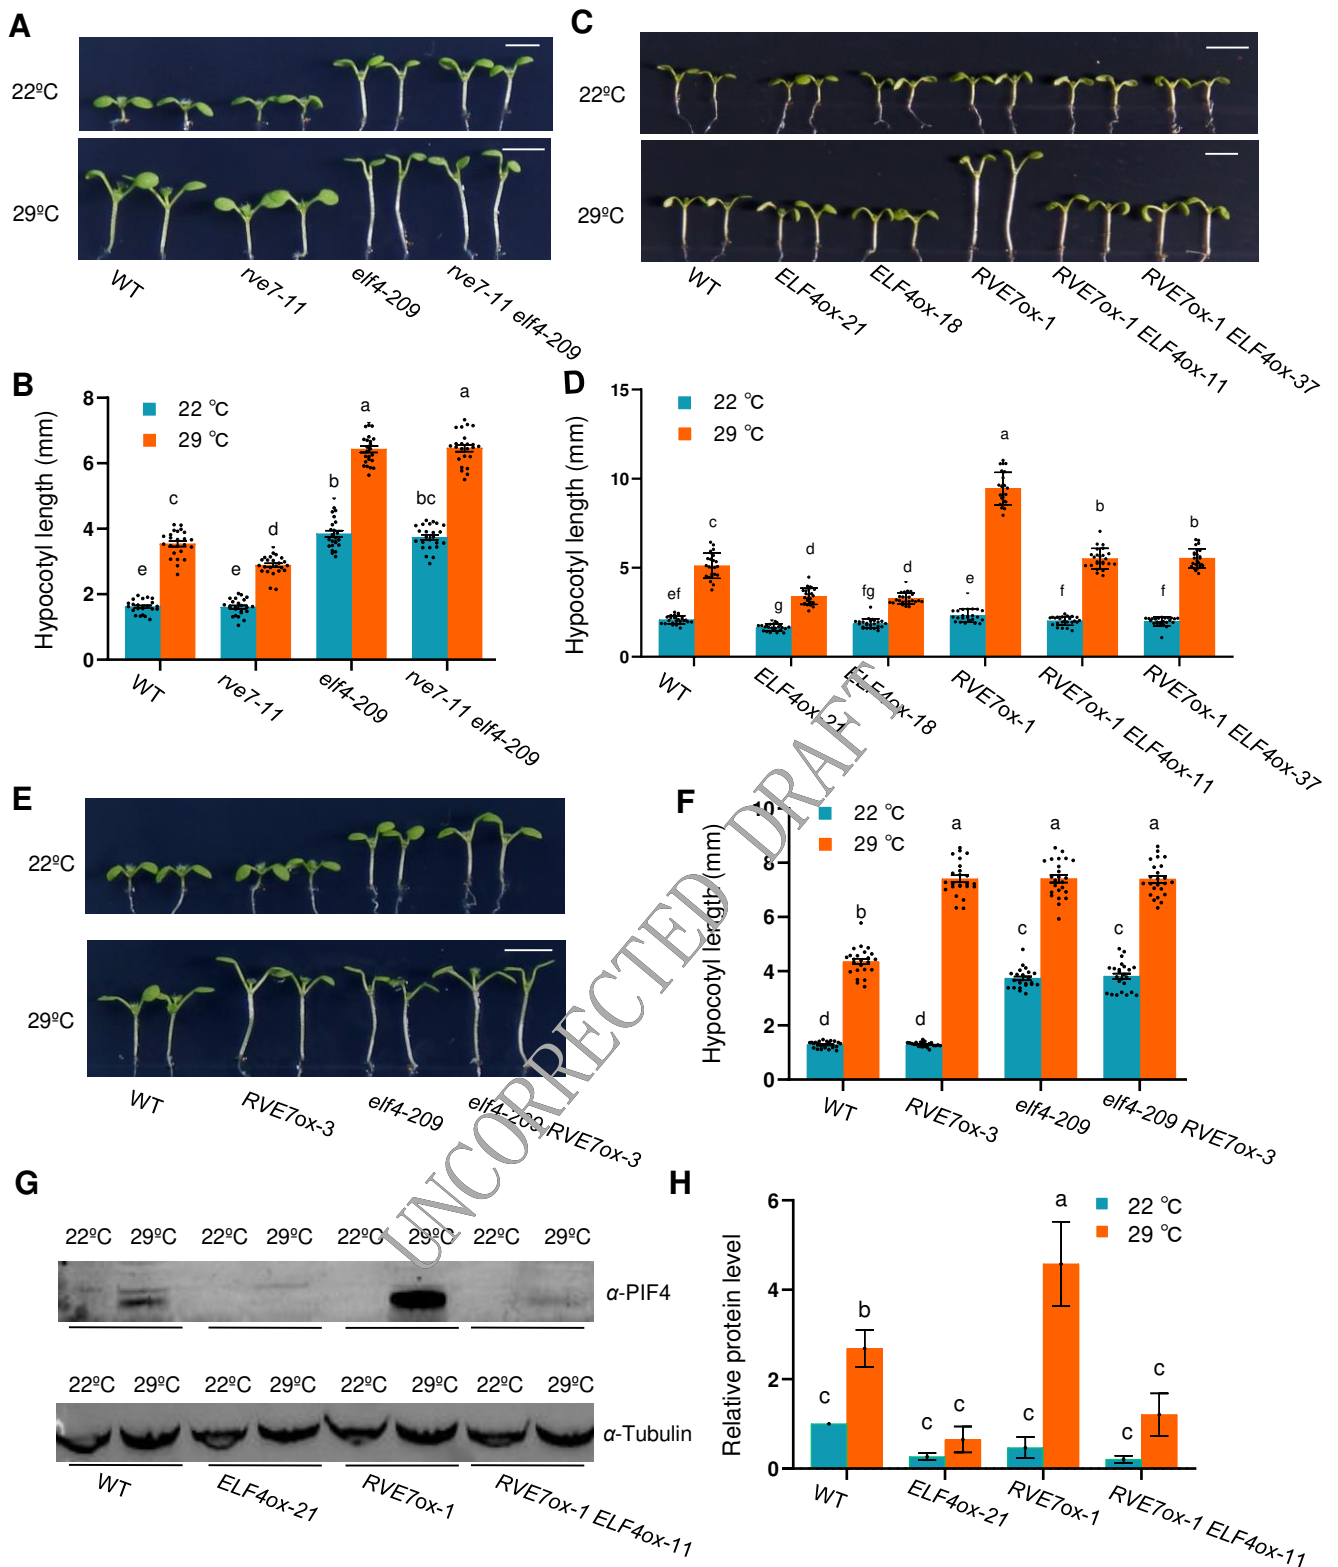 A
22ºC
29ºC
WT
rve7-11
elf4-209
rve7-11 elf4-209
C
22ºC
29ºC
WT
ELF4ox-21
ELF4ox-18
RVE7ox-1
RVE7ox-1 ELF4ox-11
RVE7ox-1 ELF4ox-37
B
Hypocotyl length (mm)
8
6
4
2
0
22 °C
29 °C
e
c
e
d
b
a
bc
a
WT
rve7-11
elf4-209
rve7-11 elf4-209
D
Hypocotyl length (mm)
15
10
5
0
22 °C
29 °C
ef
c
g
d
fg
d
e
a
f
b
f
b
WT
ELF4ox-21
ELF4ox-18
RVE7ox-1
RVE7ox-1 ELF4ox-11
RVE7ox-1 ELF4ox-37
E
22ºC
29ºC
WT
RVE7ox-3
elf4-209
elf4-209 RVE7ox-3
F
Hypocotyl length (mm)
10
8
6
4
2
0
22 °C
29 °C
d
b
d
a
c
a
c
a
WT
RVE7ox-3
elf4-209
elf4-209 RVE7ox-3
UNCORRECTED DRAFT
G
22ºC 29ºC 22ºC 29ºC 22ºC 29ºC 22ºC 29ºC
α-PIF4
22ºC 29ºC 22ºC 29ºC 22ºC 29ºC 22ºC 29ºC
α-Tubulin
WT
ELF4ox-21
RVE7ox-1
RVE7ox-1 ELF4ox-11
H
Relative protein level
6
4
2
0
22 °C
29 °C
c
b
c
c
c
a
c
c
WT
ELF4ox-21
RVE7ox-1
RVE7ox-1 ELF4ox-11